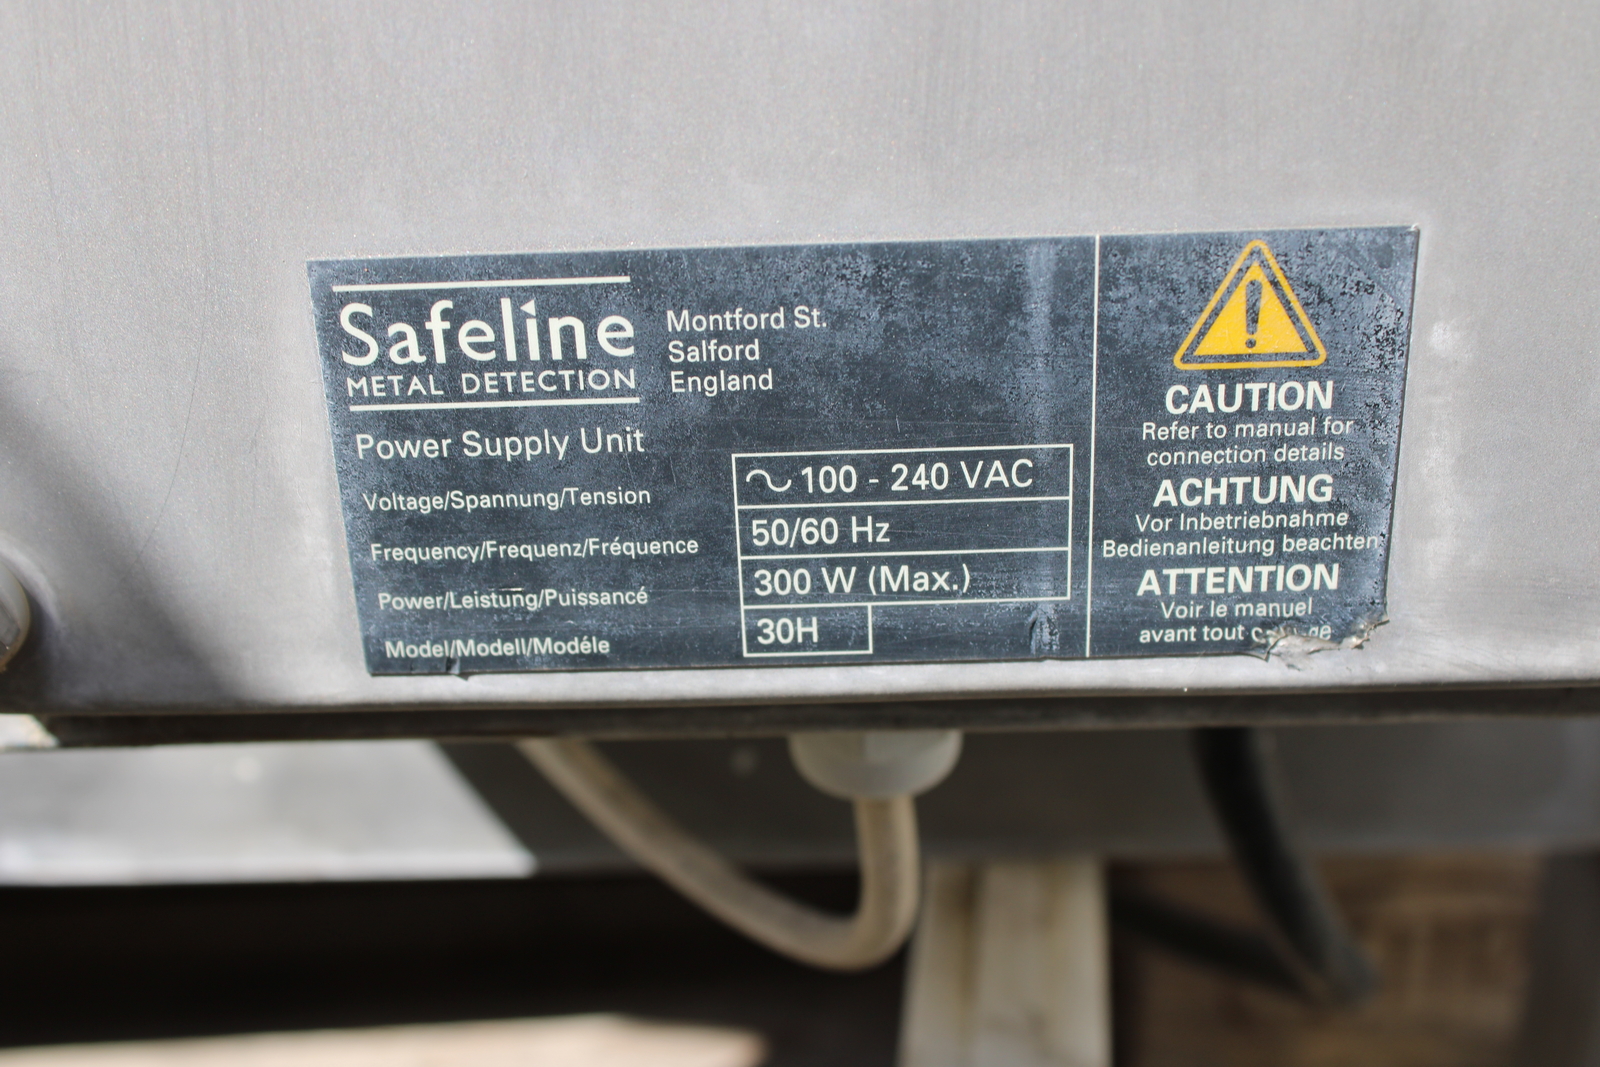 Safeline
METAL DETECTION
Montford St.
Salford
England
Power Supply Unit
Voltage/Spannung/Tension
~ 100 - 240 VAC
Frequency/Frequenz/Fréquence
50/60 Hz
Power/Leistung/Puissancé
300 W (Max.)
Model/Modell/Modéle
30H
CAUTION
Refer to manual for
connection details
ACHTUNG
Vor Inbetriebnahme
Bedienanleitung beachten
ATTENTION
Voir le manuel
avant tout